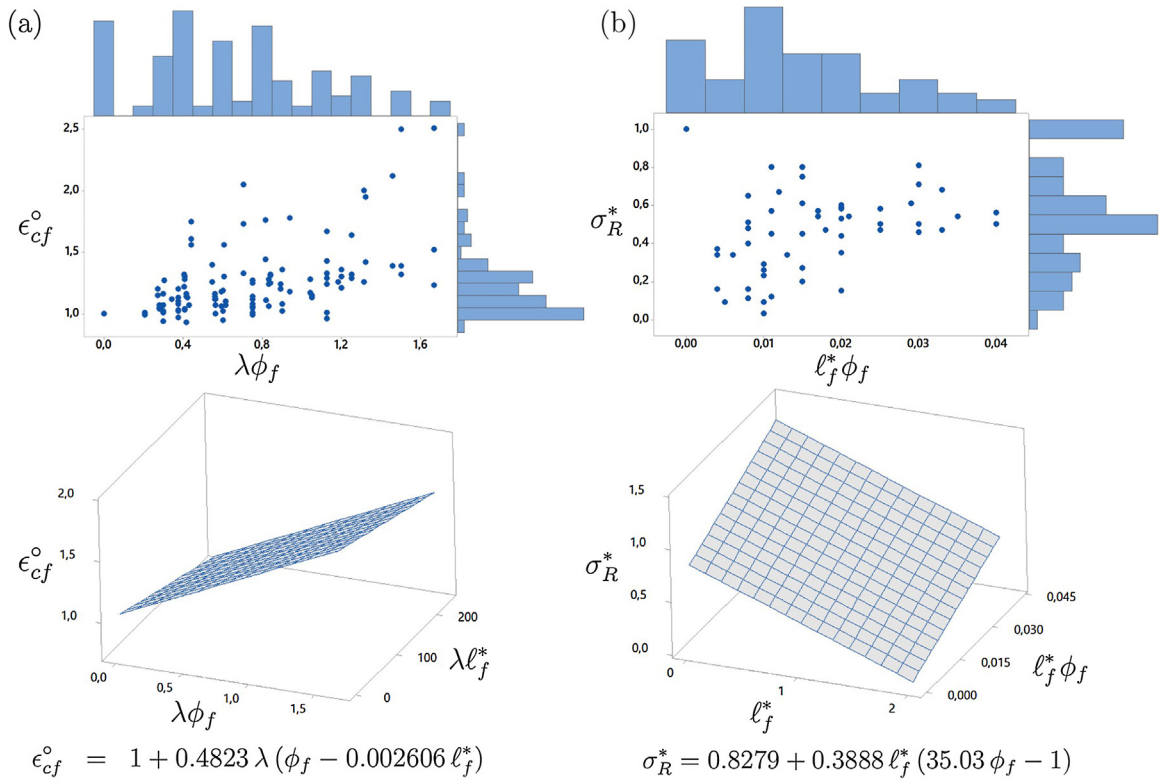 (a)
2,5
2,0
1,5
1,0
ϵ°cf
0,0 0,4 0,8 1,2 1,6
λϕf
(b)
1,0
0,8
0,6
0,4
0,2
0,0
σ*R
0,00 0,01 0,02 0,03 0,04
ℓ*f ϕf
2,0
1,5
1,0
ϵ°cf
0,0 0,5 1,0 1,5
λϕf
0 100 200
λℓ*f
ϵ°cf = 1 + 0.4823 λ (ϕf − 0.002606 ℓ*f)
1,5
1,0
0,5
0,0
σ*R
0 1 2
ℓ*f
0,000 0,015 0,030 0,045
ℓ*f ϕf
σ*R = 0.8279 + 0.3888 ℓ*f (35.03 ϕf − 1)